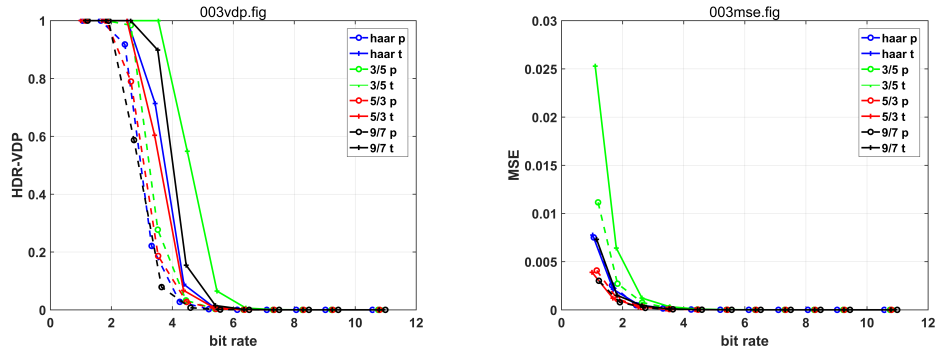 003vdp.fig
1
0.8
0.6
0.4
0.2
0
0 2 4 6 8 10 12
HDR-VDP
bit rate
haar p
haar t
3/5 p
3/5 t
5/3 p
5/3 t
9/7 p
9/7 t
003mse.fig
0.03
0.025
0.02
0.015
0.01
0.005
0
0 2 4 6 8 10 12
MSE
bit rate
haar p
haar t
3/5 p
3/5 t
5/3 p
5/3 t
9/7 p
9/7 t